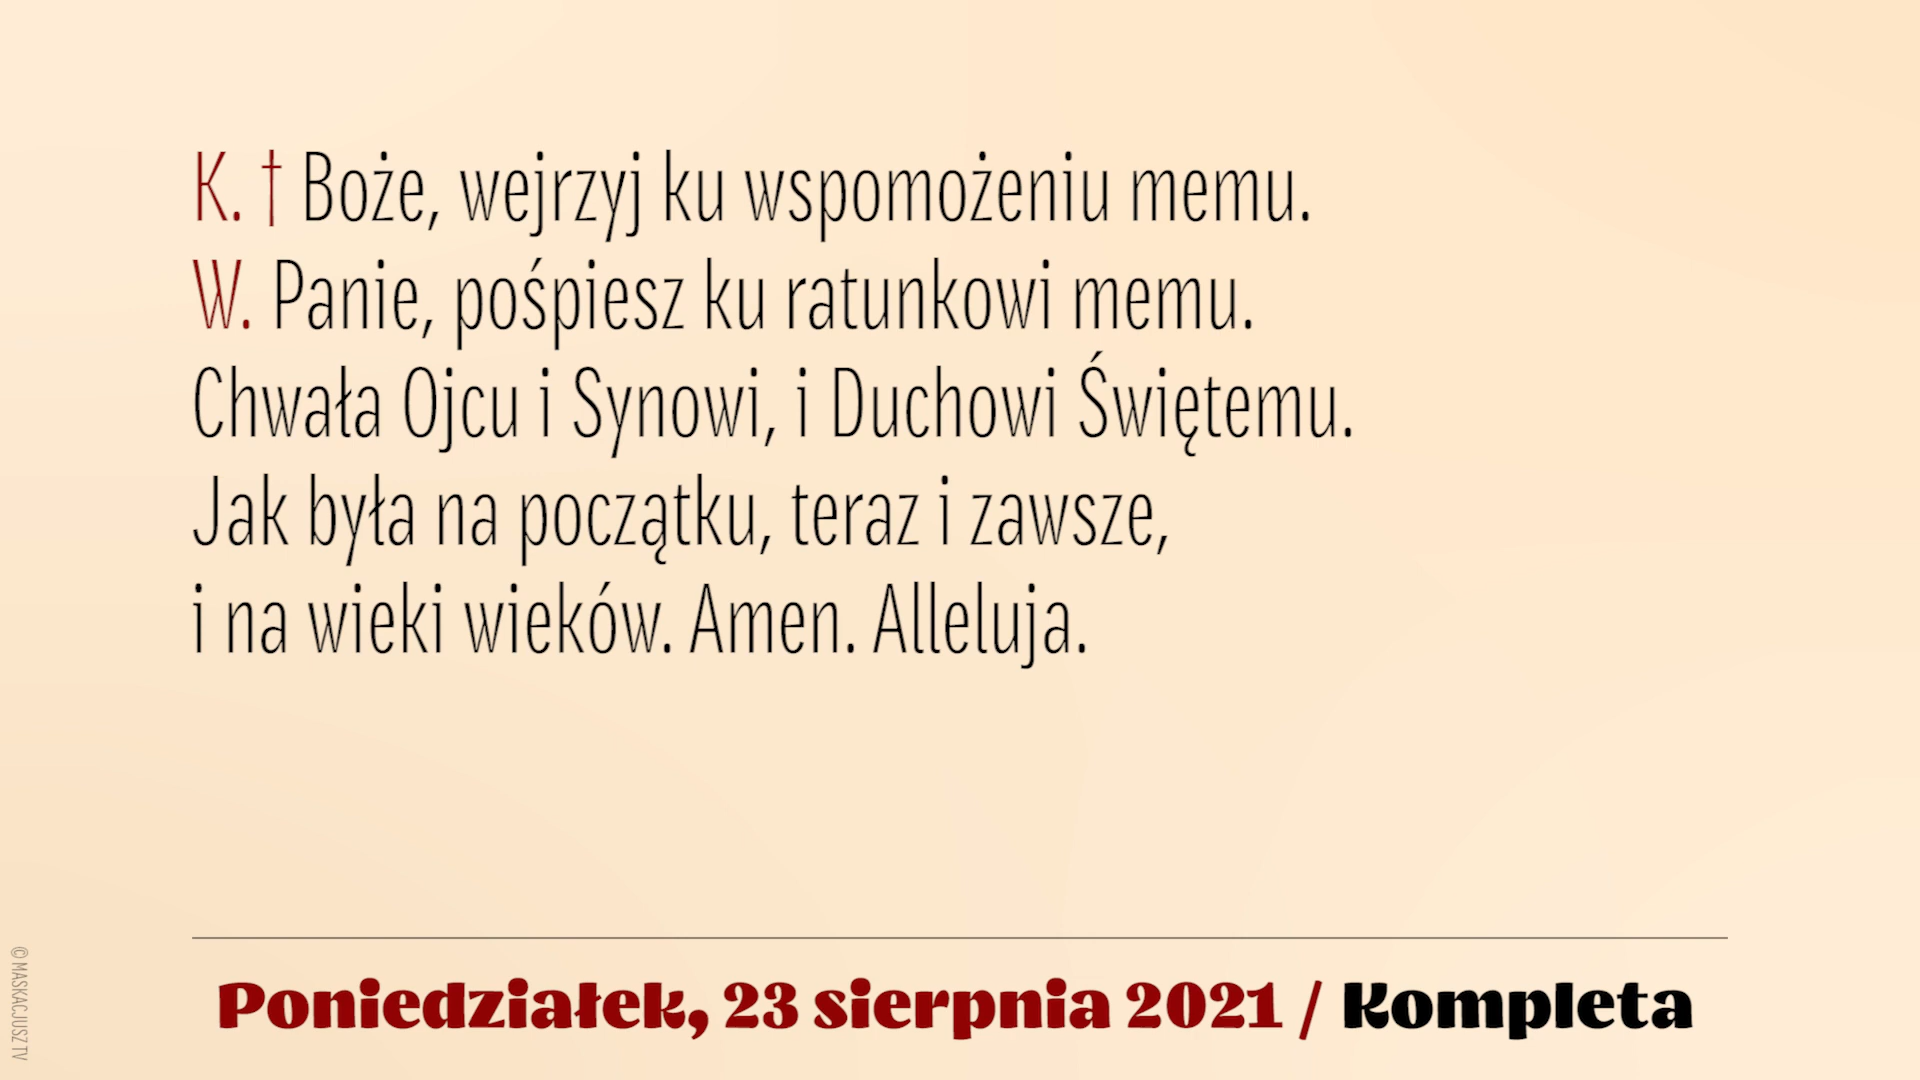 K. † Boże, wejrzyj ku wspomożeniu memu.
W. Panie, pośpiesz ku ratunkowi memu.
Chwała Ojcu i Synowi, i Duchowi Świętemu.
Jak była na początku, teraz i zawsze,
i na wieki wieków. Amen. Alleluja.
Poniedziałek, 23 sierpnia 2021 / Kompleta
© MASKACJUSZ TV